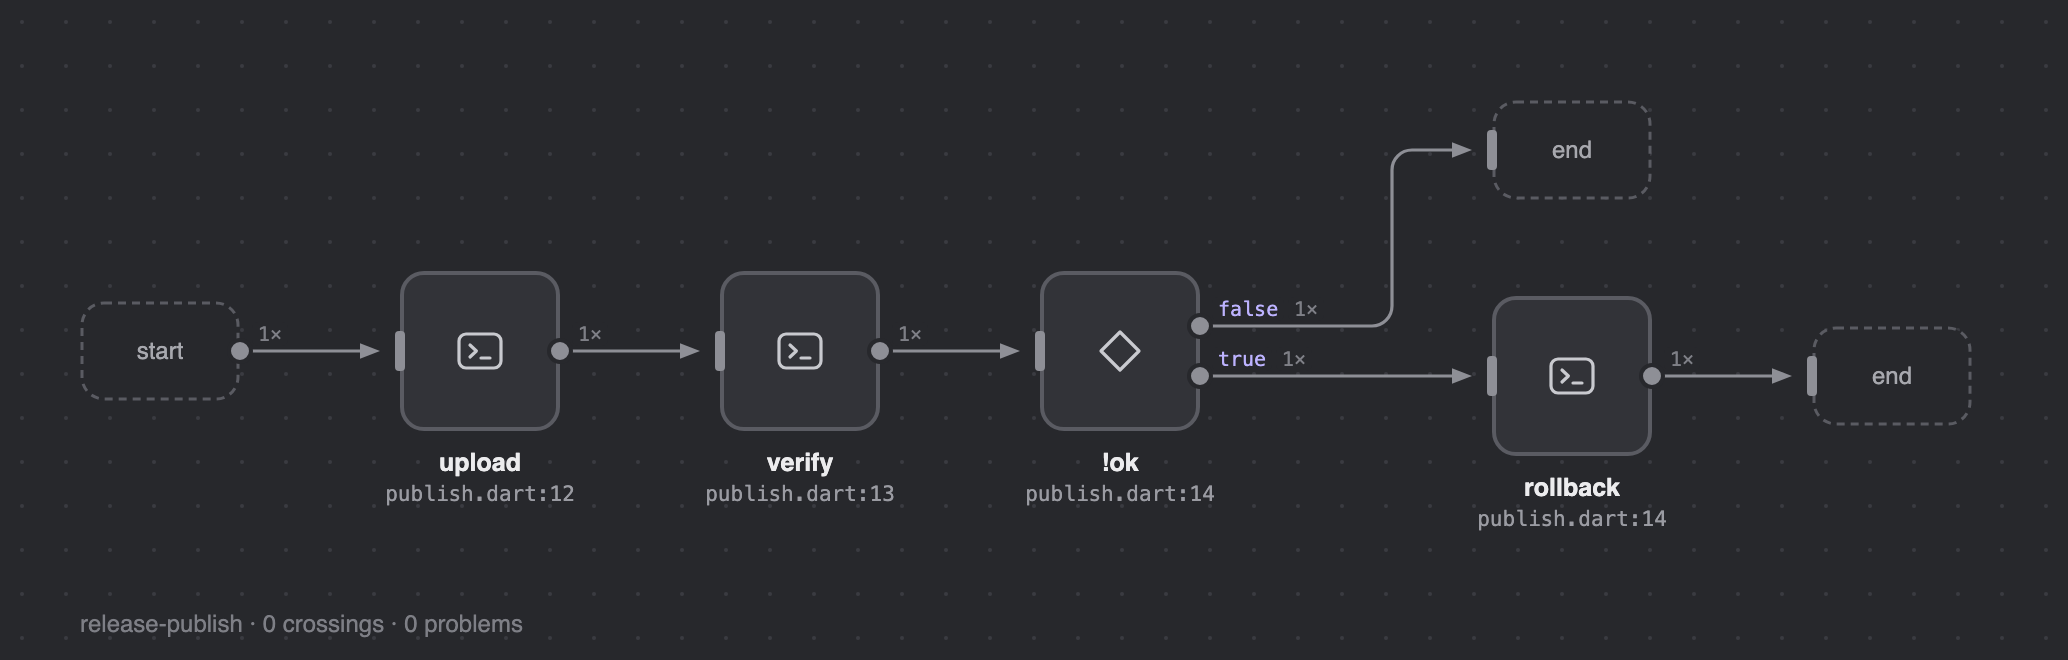 end
start
1×
1×
1×
false 1×
true 1×
1×
end
upload
publish.dart:12
verify
publish.dart:13
!ok
publish.dart:14
rollback
publish.dart:14
release-publish · 0 crossings · 0 problems